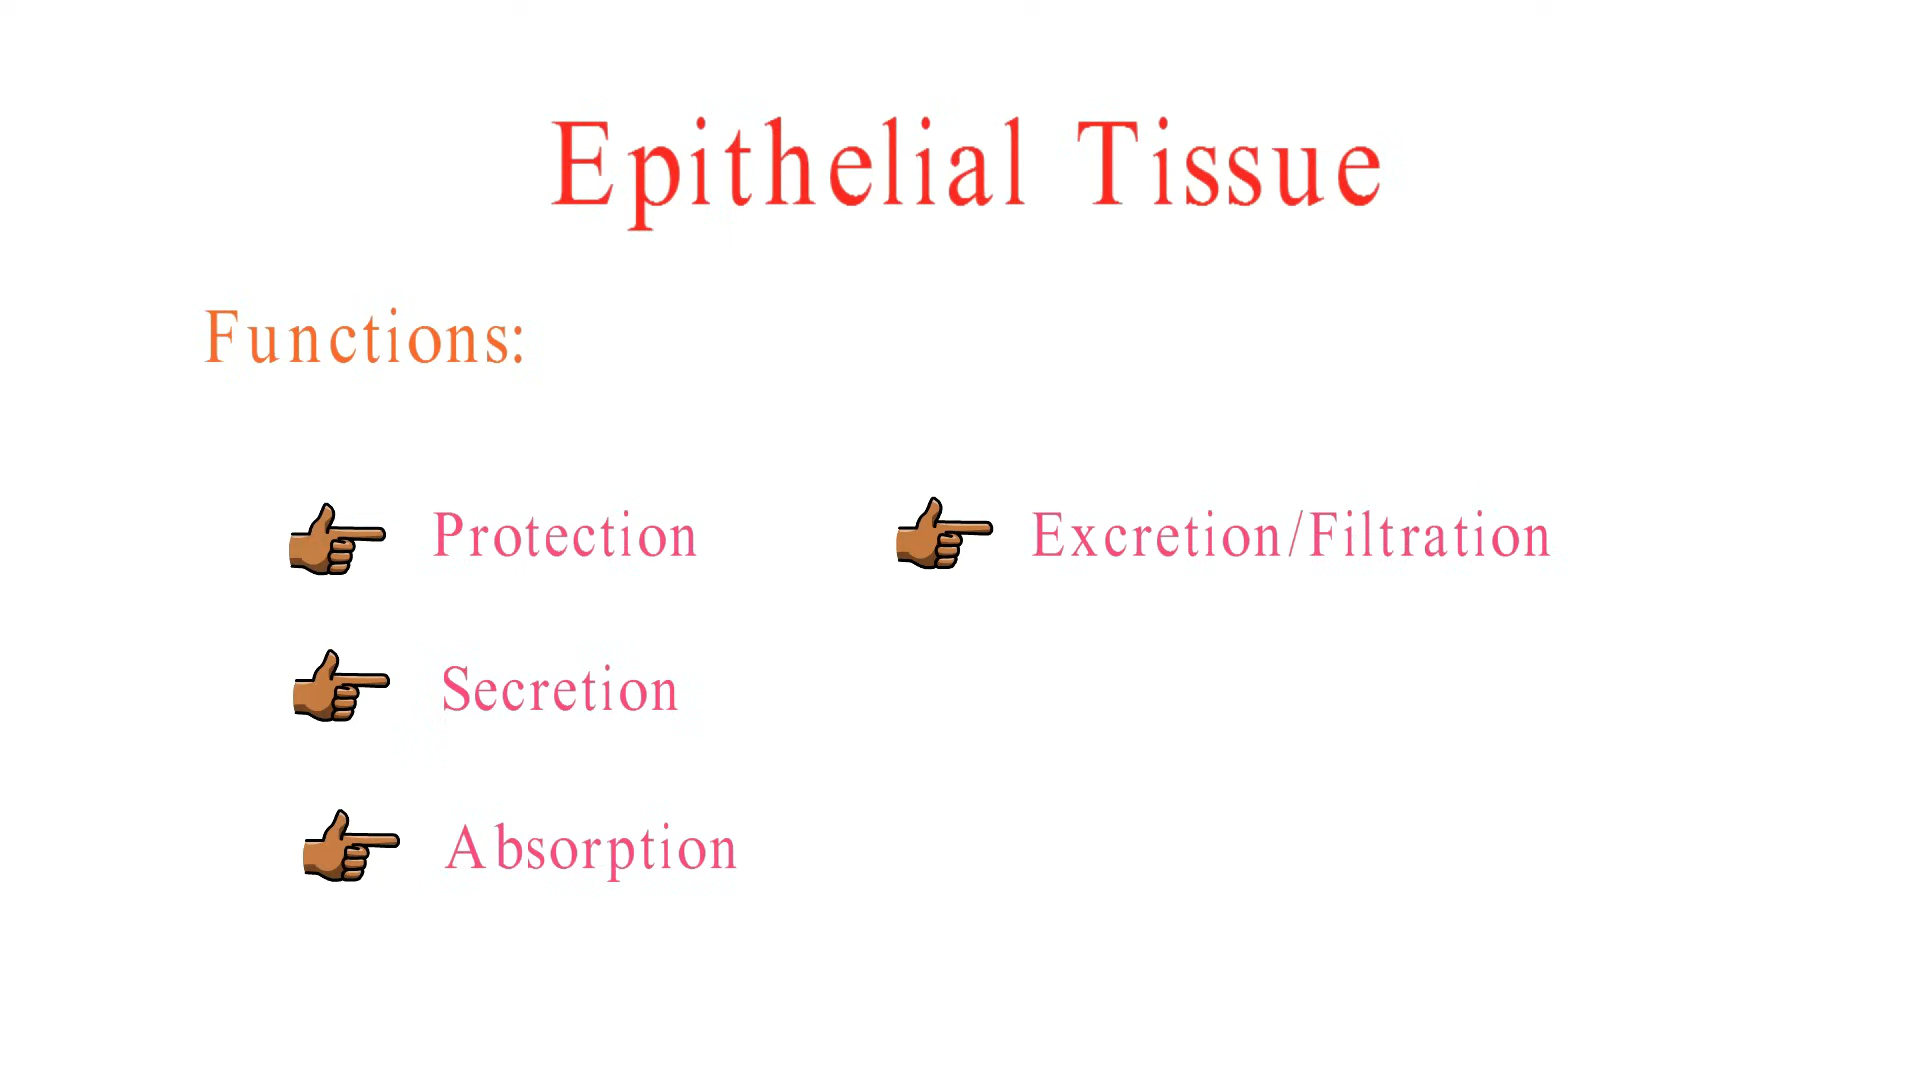 Epithelial Tissue
Functions:
Protection
Secretion
Absorption
Excretion/Filtration